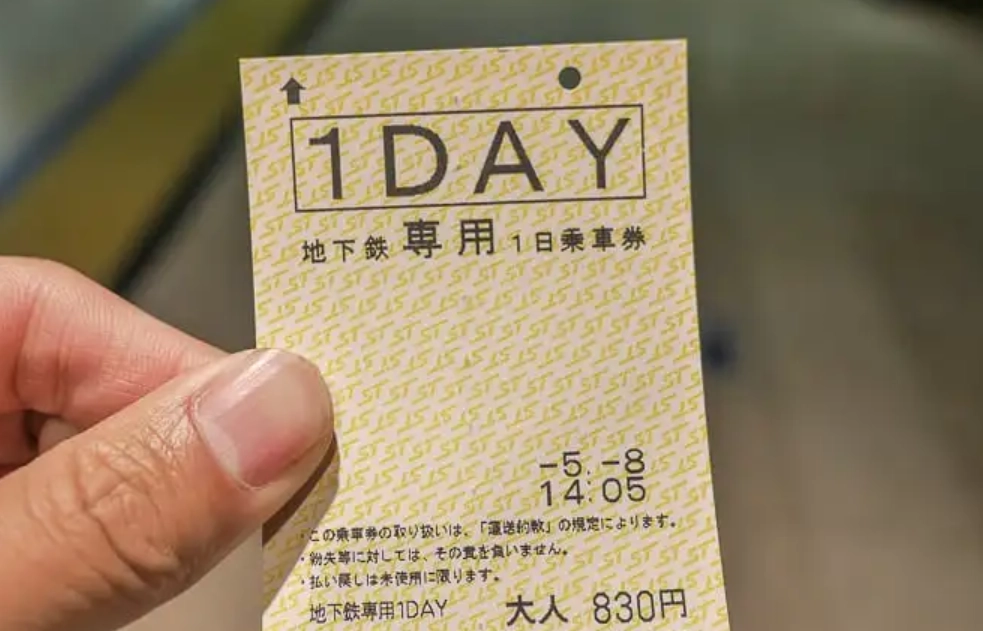 1DAY
地下鉄専用1日乗車券
-5.-8
14:05
・この乗車券の取り扱いは、「運送約款」の規定によります。
・紛失等に対しては、その責を負いません。
・払い戻しは未使用に限ります。
地下鉄専用1DAY 大人 830円